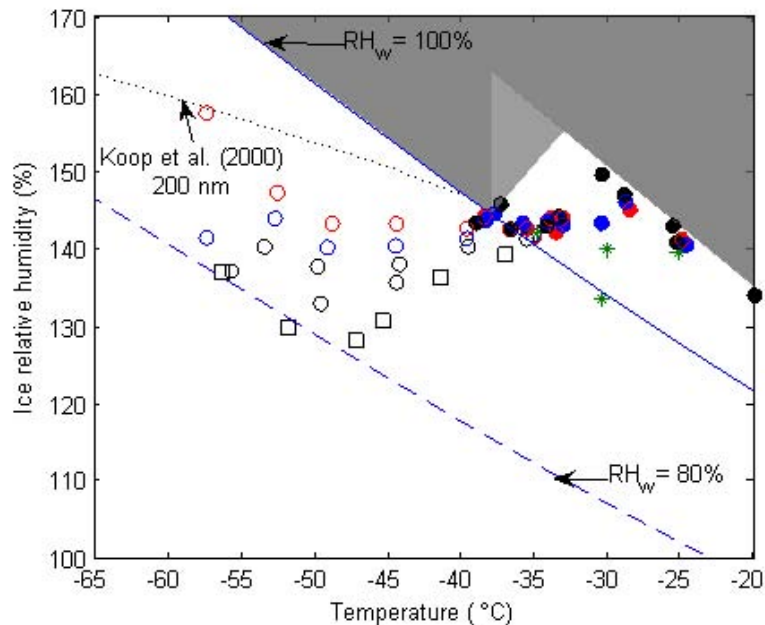 170
160
150
140
130
120
110
100
Ice relative humidity (%)
RHw= 100%
Koop et al. (2000)
200 nm
RHw= 80%
-65 -60 -55 -50 -45 -40 -35 -30 -25 -20
Temperature ( °C)